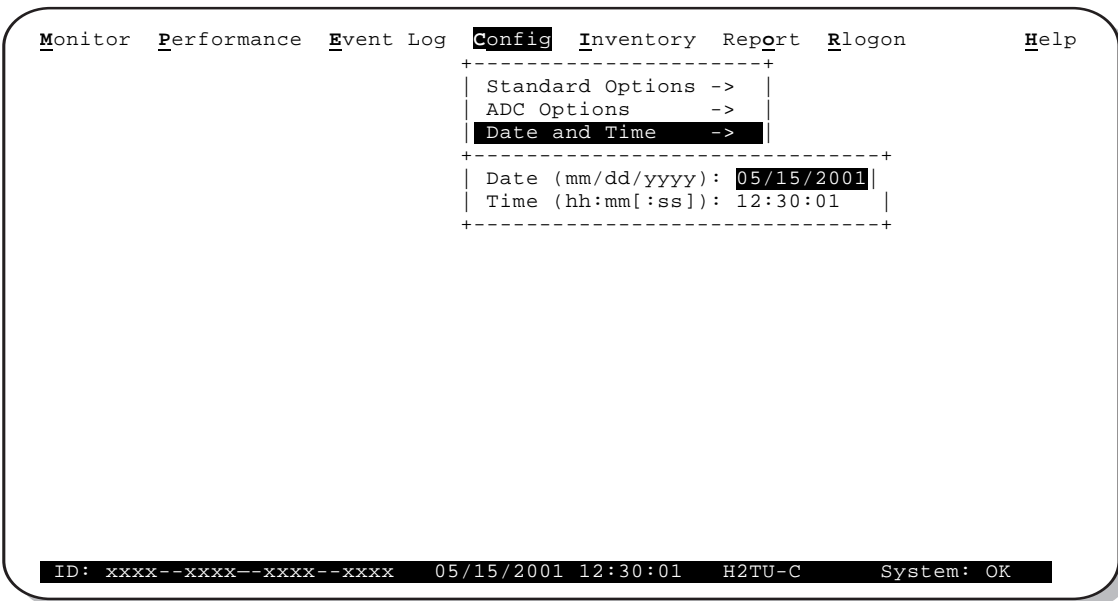 Monitor Performance Event Log Config Inventory Report Rlogon Help
+----------------------+
| Standard Options -> |
| ADC Options -> |
| Date and Time -> |
+-------------------------------+
| Date (mm/dd/yyyy): 05/15/2001|
| Time (hh:mm[:ss]): 12:30:01 |
+-------------------------------+
ID: xxxx--xxxx—-xxxx--xxxx 05/15/2001 12:30:01 H2TU-C System: OK